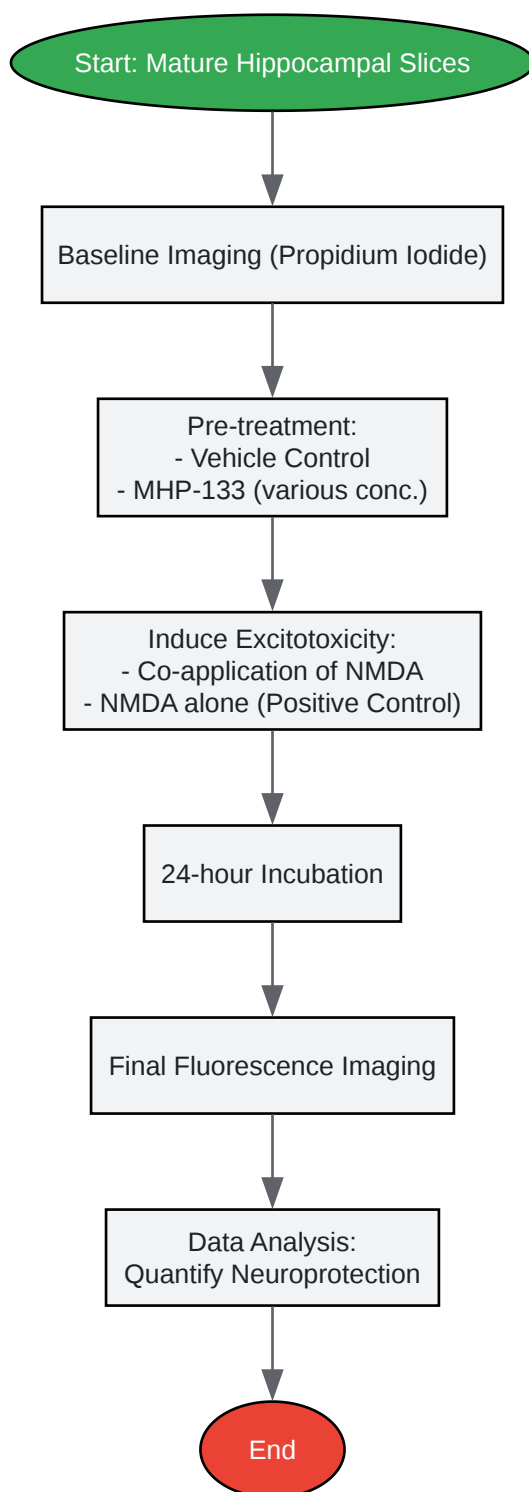 Start: Mature Hippocampal Slices
Baseline Imaging (Propidium Iodide)
Pre-treatment:
- Vehicle Control
- MHP-133 (various conc.)
Induce Excitotoxicity:
- Co-application of NMDA
- NMDA alone (Positive Control)
24-hour Incubation
Final Fluorescence Imaging
Data Analysis:
Quantify Neuroprotection
End